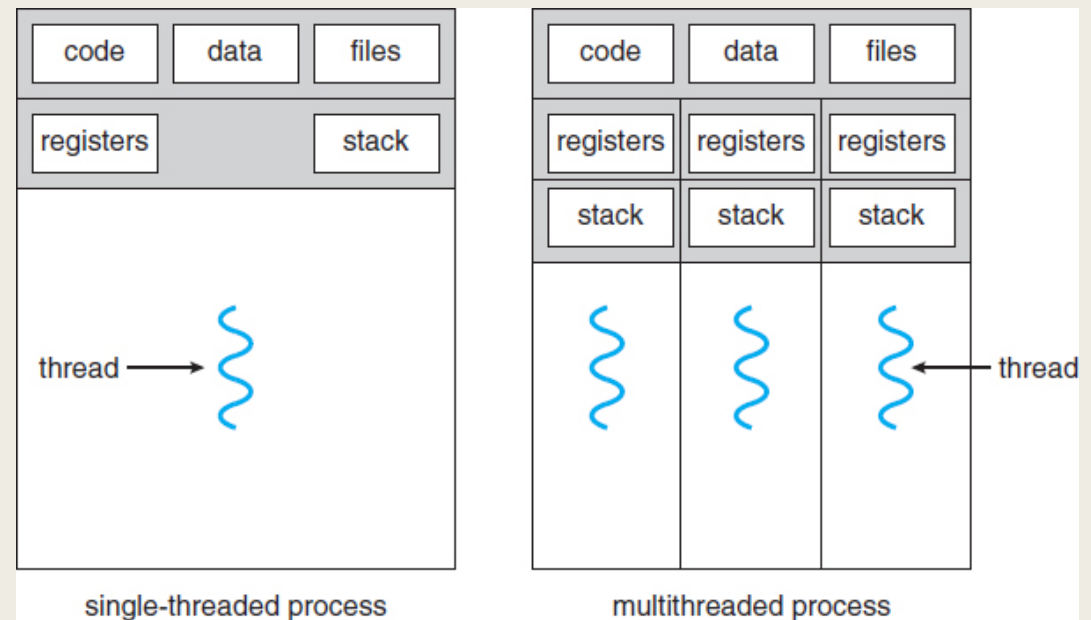 code data files
registers stack
thread
single-threaded process
code data files
registers registers registers
stack stack stack
thread
multithreaded process